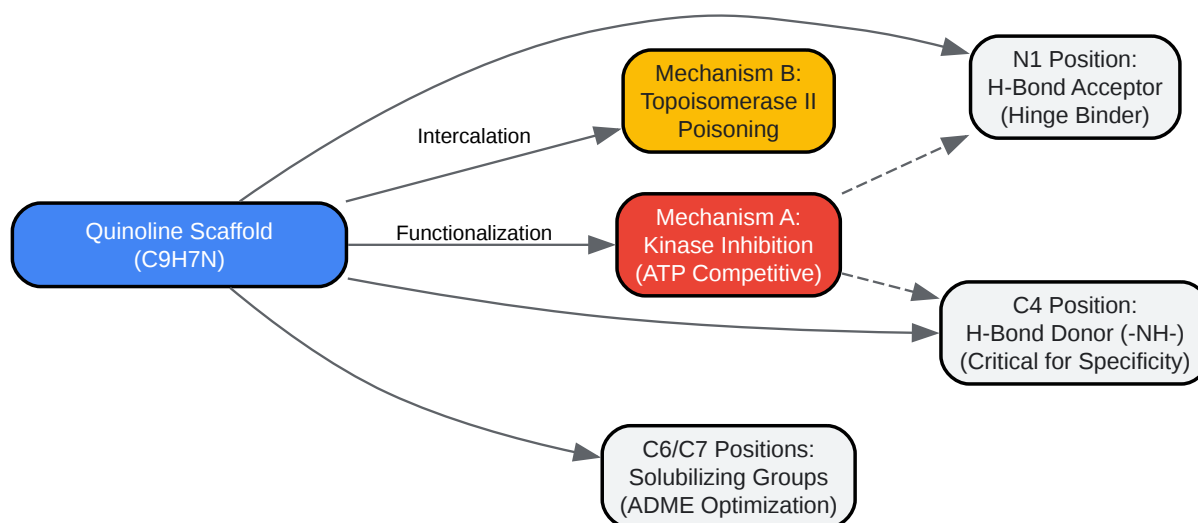 N1 Position:
H-Bond Acceptor
(Hinge Binder)
Mechanism B:
Topoisomerase II
Poisoning
Intercalation
Quinoline Scaffold
(C9H7N)
Functionalization
Mechanism A:
Kinase Inhibition
(ATP Competitive)
C4 Position:
H-Bond Donor (-NH-)
(Critical for Specificity)
C6/C7 Positions:
Solubilizing Groups
(ADME Optimization)